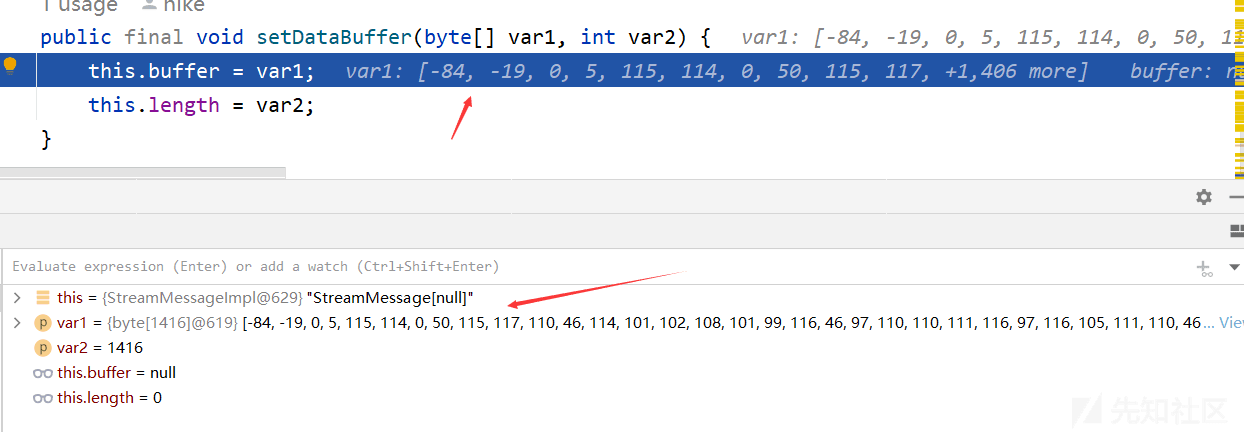 1 usage nike
public final void setDataBuffer(byte[] var1, int var2) { var1: [-84, -19, 0, 5, 115, 114, 0, 50, 11
this.buffer = var1; var1: [-84, -19, 0, 5, 115, 114, 0, 50, 115, 117, +1,406 more] buffer: n
this.length = var2;
}
Evaluate expression (Enter) or add a watch (Ctrl+Shift+Enter)
this = {StreamMessageImpl@629} "StreamMessage[null]"
p var1 = {byte[1416]@619} [-84, -19, 0, 5, 115, 114, 0, 50, 115, 117, 110, 46, 114, 101, 102, 108, 101, 99, 116, 46, 97, 110, 110, 111, 116, 97, 116, 105, 111, 110, 46 ... View
p var2 = 1416
this.buffer = null
this.length = 0
先知社区